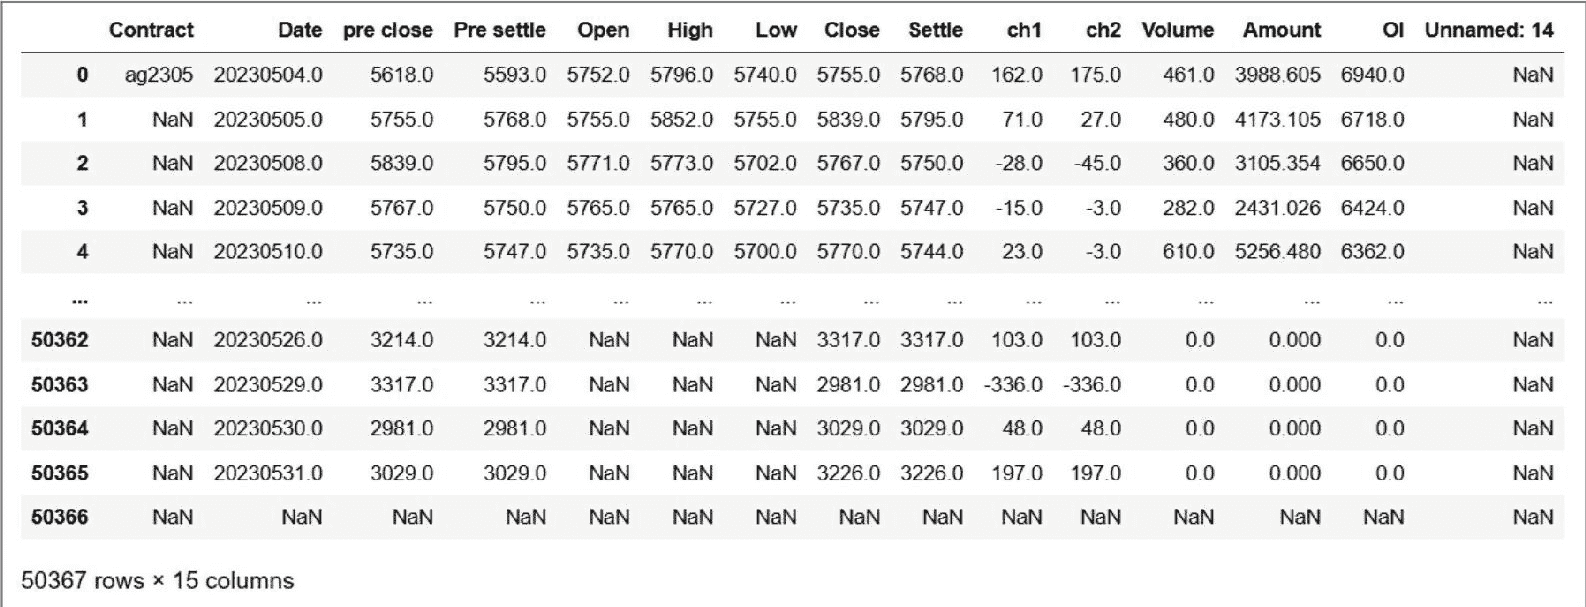 Contract Date pre close Pre settle Open High Low Close Settle ch1 ch2 Volume Amount OI Unnamed: 14
0 ag2305 20230504.0 5618.0 5593.0 5752.0 5796.0 5740.0 5755.0 5768.0 162.0 175.0 461.0 3988.605 6940.0 NaN
1 NaN 20230505.0 5755.0 5768.0 5755.0 5852.0 5755.0 5839.0 5795.0 71.0 27.0 480.0 4173.105 6718.0 NaN
2 NaN 20230508.0 5839.0 5795.0 5771.0 5773.0 5702.0 5767.0 5750.0 -28.0 -45.0 360.0 3105.354 6650.0 NaN
3 NaN 20230509.0 5767.0 5750.0 5765.0 5765.0 5727.0 5735.0 5747.0 -15.0 -3.0 282.0 2431.026 6424.0 NaN
4 NaN 20230510.0 5735.0 5747.0 5735.0 5770.0 5700.0 5770.0 5744.0 23.0 -3.0 610.0 5256.480 6362.0 NaN
... ... ... ... ... ... ... ... ... ... ... ... ... ... ... ...
50362 NaN 20230526.0 3214.0 3214.0 NaN NaN NaN 3317.0 3317.0 103.0 103.0 0.0 0.000 0.0 NaN
50363 NaN 20230529.0 3317.0 3317.0 NaN NaN NaN 2981.0 2981.0 -336.0 -336.0 0.0 0.000 0.0 NaN
50364 NaN 20230530.0 2981.0 2981.0 NaN NaN NaN 3029.0 3029.0 48.0 48.0 0.0 0.000 0.0 NaN
50365 NaN 20230531.0 3029.0 3029.0 NaN NaN NaN 3226.0 3226.0 197.0 197.0 0.0 0.000 0.0 NaN
50366 NaN NaN NaN NaN NaN NaN NaN NaN NaN NaN NaN NaN NaN NaN NaN
50367 rows × 15 columns